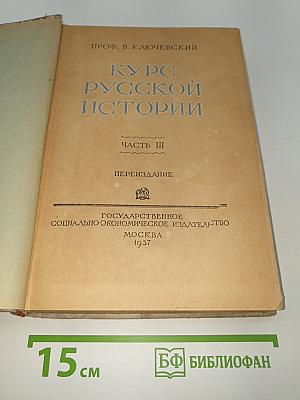 ПРОФ. В. КЛЮЧЕВСКИЙ
КУРС
РУССКОЙ
ИСТОРИИ
ЧАСТЬ III
ПЕРЕИЗДАНИЕ
ГОСУДАРСТВЕННОЕ
СОЦИАЛЬНО-ЭКОНОМИЧЕСКОЕ ИЗДАТЕЛЬСТВО
МОСКВА
1937
15 см
БФ БИБЛИОФАН